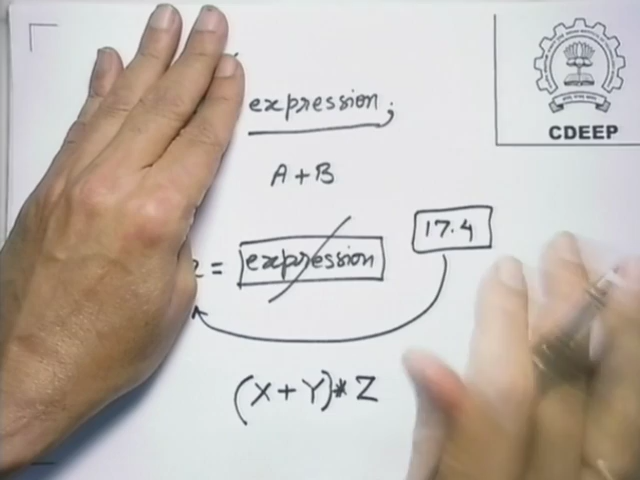 expression;
CDEEP
A + B
17.4
= expression
(X + Y) * Z